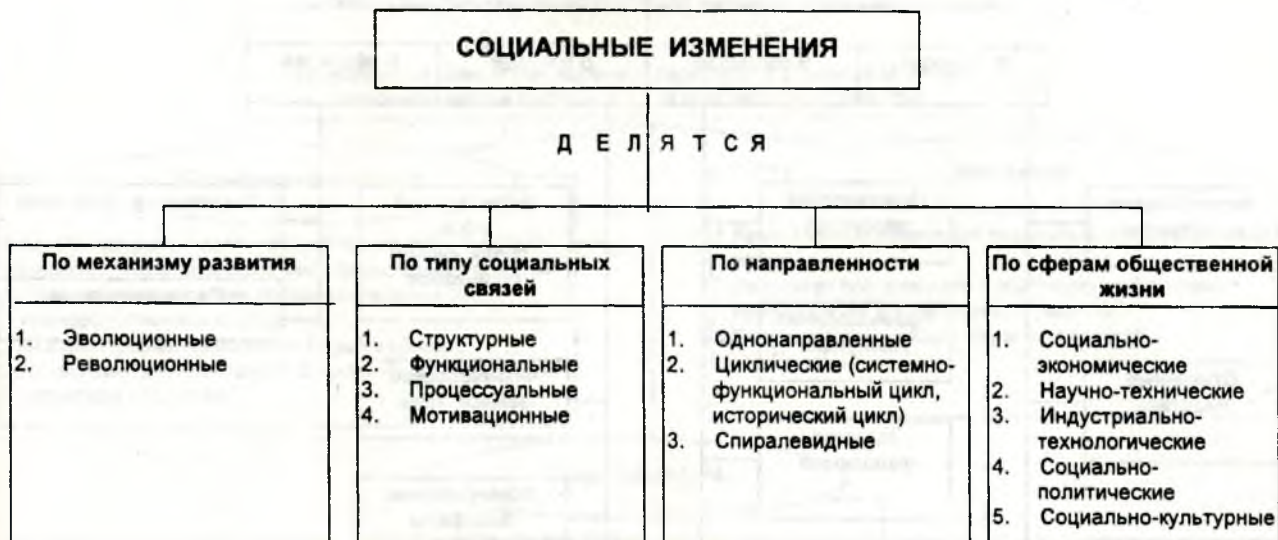 СОЦИАЛЬНЫЕ ИЗМЕНЕНИЯ
ДЕЛЯТСЯ
По механизму развития
1. Эволюционные
2. Революционные
По типу социальных
связей
1. Структурные
2. Функциональные
3. Процессуальные
4. Мотивационные
По направленности
1. Однонаправленные
2. Циклические (системно-
функциональный цикл,
исторический цикл)
3. Спиралевидные
По сферам общественной
жизни
1. Социально-
экономические
2. Научно-технические
3. Индустриально-
технологические
4. Социально-
политические
5. Социально-культурные